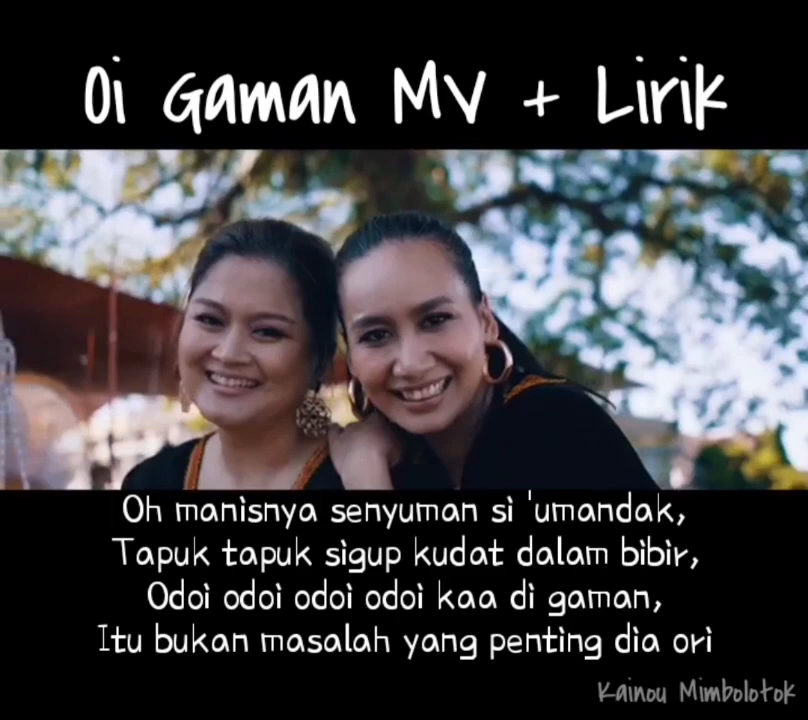 Oi Gaman MV + Lirik
Oh manisnya senyuman si 'umandak,
Tapuk tapuk sigup kudat dalam bibir,
Odoi odoi odoi odoi kaa di gaman,
Itu bukan masalah yang penting dia ori
Kainou Mimbolotok